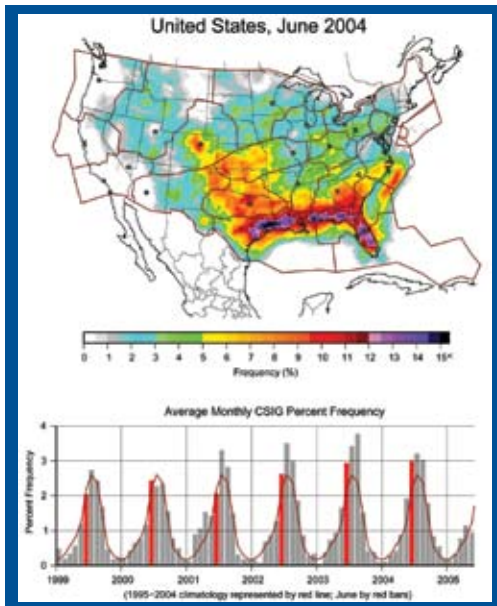 United States, June 2004
0 1 2 3 4 5 6 7 8 9 10 11 12 13 14 15<
Frequency (%)
Average Monthly CSIG Percent Frequency
4
3
2
1
0
Percent Frequency
1999 2000 2001 2002 2003 2004 2005
(1995-2004 climatology represented by red line; June by red bars)